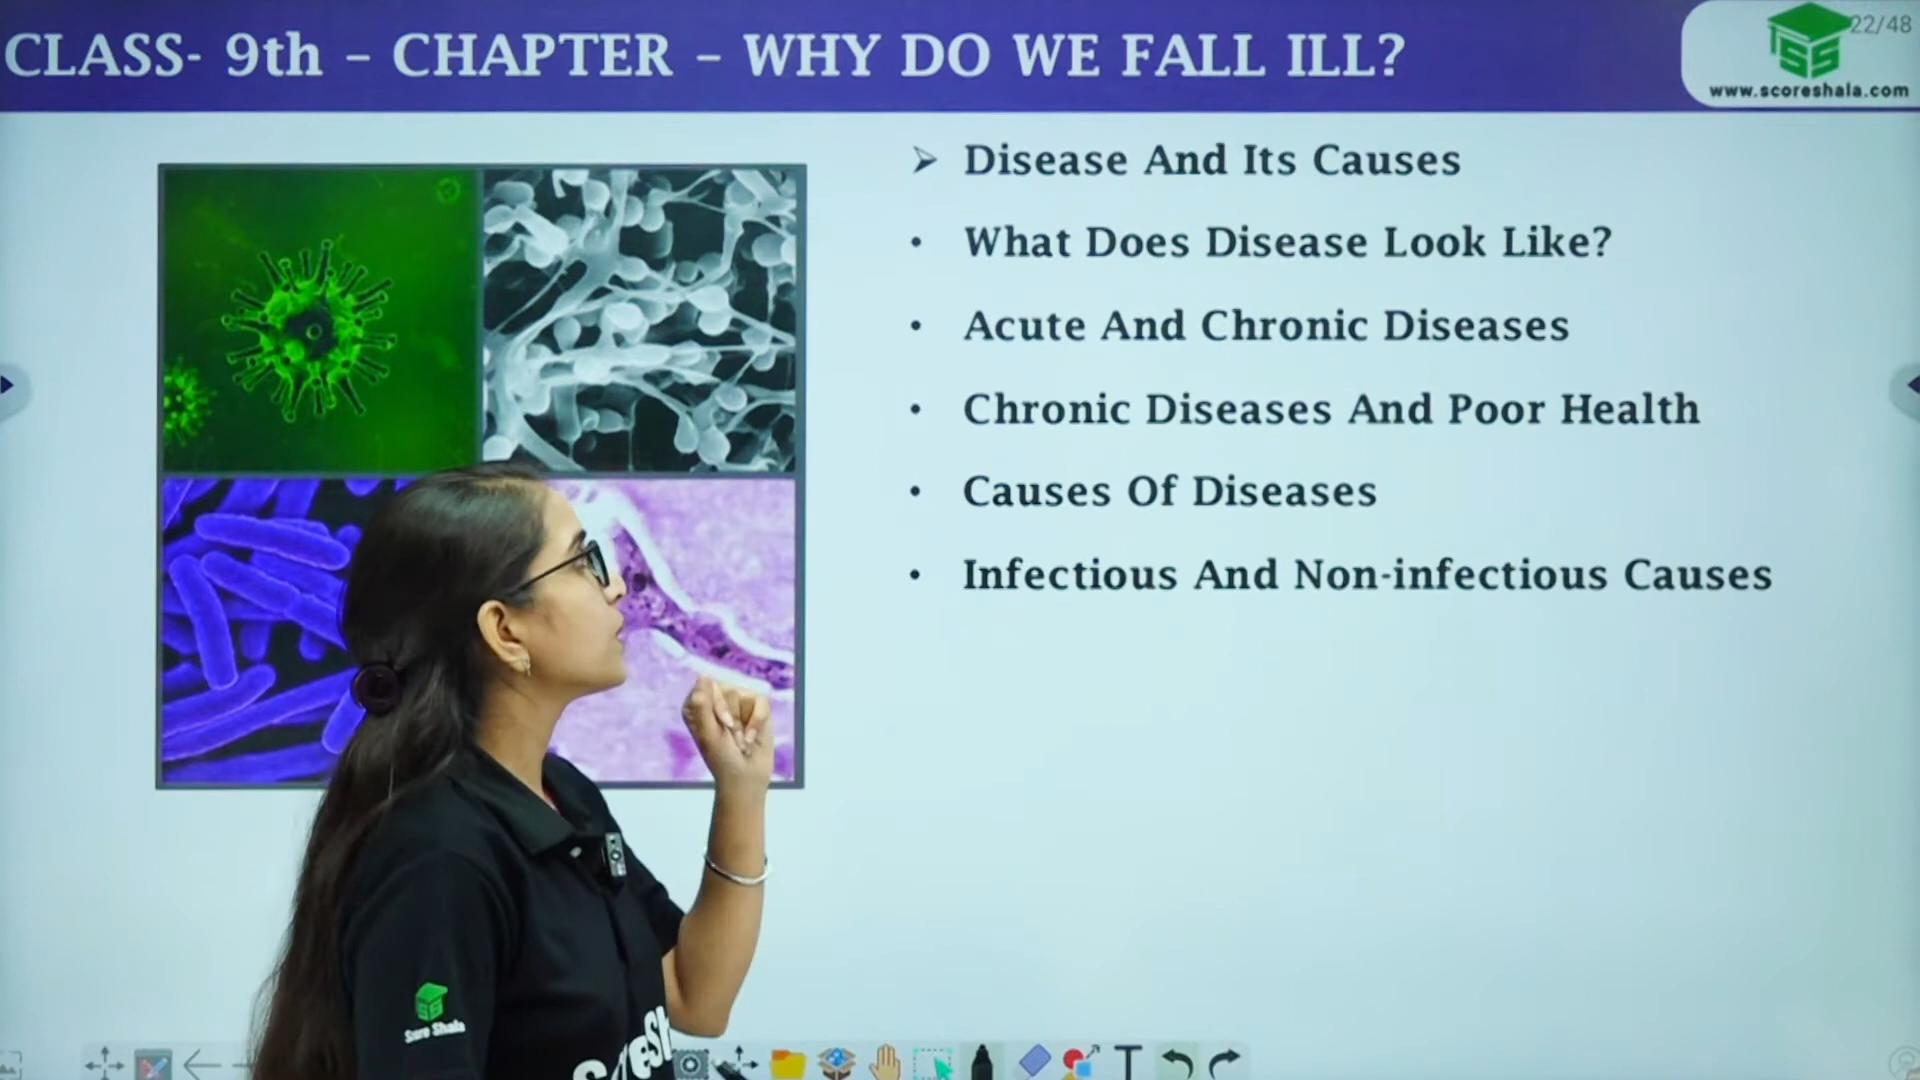 CLASS- 9th – CHAPTER – WHY DO WE FALL ILL?
22/48
SS
www.scoreshala.com
➢ Disease And Its Causes
• What Does Disease Look Like?
• Acute And Chronic Diseases
• Chronic Diseases And Poor Health
• Causes Of Diseases
• Infectious And Non-infectious Causes
T